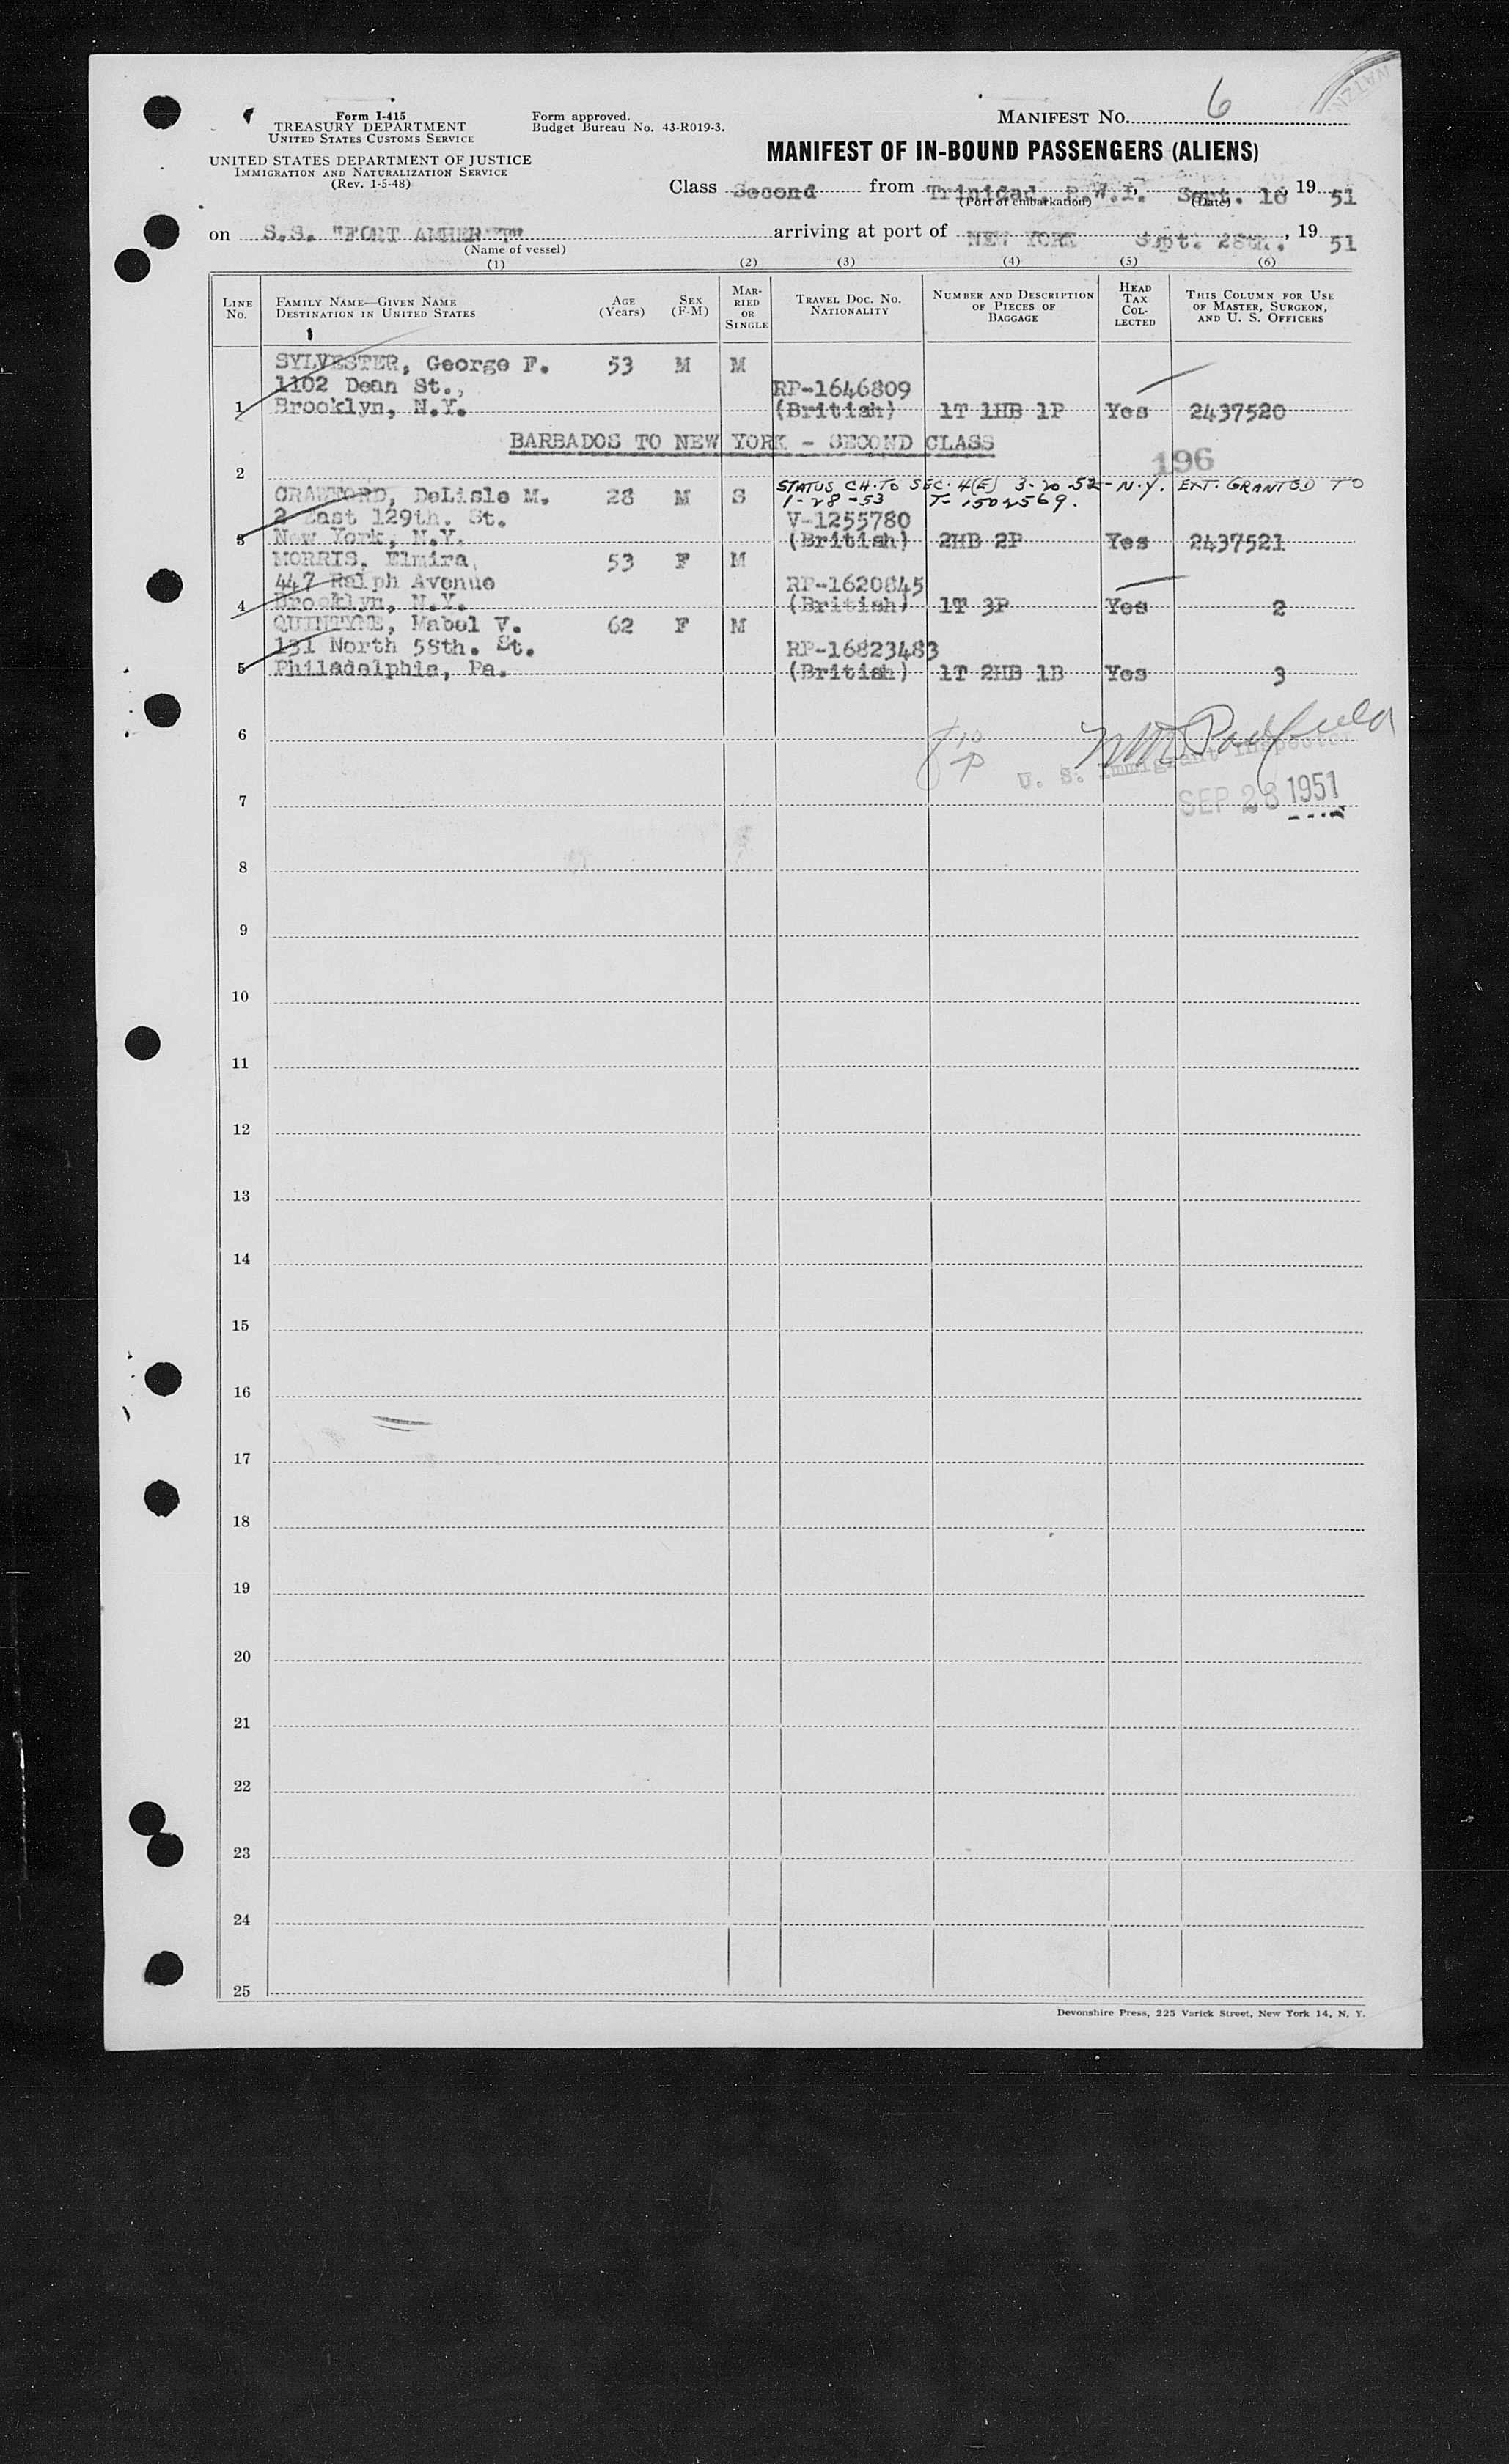 Form I-415
TREASURY DEPARTMENT
UNITED STATES CUSTOMS SERVICE
UNITED STATES DEPARTMENT OF JUSTICE
IMMIGRATION AND NATURALIZATION SERVICE
(Rev. 1-5-48)
Form approved.
Budget Bureau No. 43-R019-3.
MANIFEST NO. 6
MANIFEST OF IN-BOUND PASSENGERS (ALIENS)
Class Second from Trinidad, B.W.I. Sept. 18, 19 51
(Port of embarkation) (Date)
on S.S. "FORT AMHERST" arriving at port of NEW YORK Sept. 28th., 19 51
(Name of vessel)
(1) (2) (3) (4) (5) (6)
LINE NO. FAMILY NAME—GIVEN NAME DESTINATION IN UNITED STATES AGE (Years) SEX (F-M) MARRIED OR SINGLE TRAVEL DOC. NO. NATIONALITY NUMBER AND DESCRIPTION OF PIECES OF BAGGAGE HEAD TAX COLLECTED THIS COLUMN FOR USE OF MASTER, SURGEON, AND U. S. OFFICERS
SYLVESTER, George F. 53 M M
1102 Dean St., RP-1646809
1 Brooklyn, N.Y. (British) 1T 1HB 1P Yes 2437520
BARBADOS TO NEW YORK - SECOND CLASS
196
2
STATUS CH. TO SEC. 4(E) 3-20-52-N.Y. EXT. GRANTED TO
CRAWFORD, DeLisle M. 28 M S 1-28-53 T-1502569.
2 East 129th. St. V-1255780
3 New York, N.Y. (British) 2HB 2P Yes 2437521
MORRIS, Elmira, 53 F M
447 Ralph Avenue RP-1620845
4 Brooklyn, N.Y. (British) 1T 3P Yes 2
QUINTYNE, Mabel V. 62 F M
131 North 58th. St. RP-16823483
5 Philadelphia, Pa. (British) 1T 2HB 1B Yes 3
6
U. S. Immigrant Inspector
7 SEP 28 1951
8
9
10
11
12
13
14
15
16
17
18
19
20
21
22
23
24
25
Devonshire Press, 225 Varick Street, New York 14, N. Y.